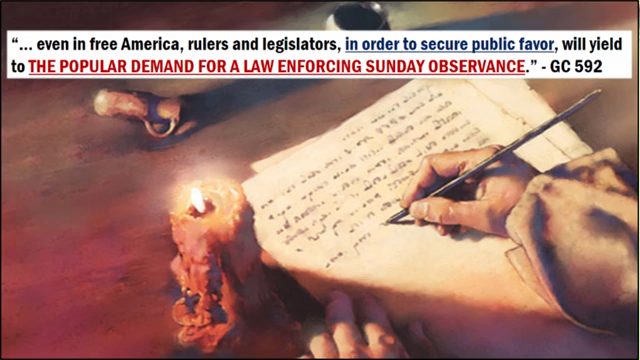 “... even in free America, rulers and legislators, in order to secure public favor, will yield
to THE POPULAR DEMAND FOR A LAW ENFORCING SUNDAY OBSERVANCE.” - GC 592